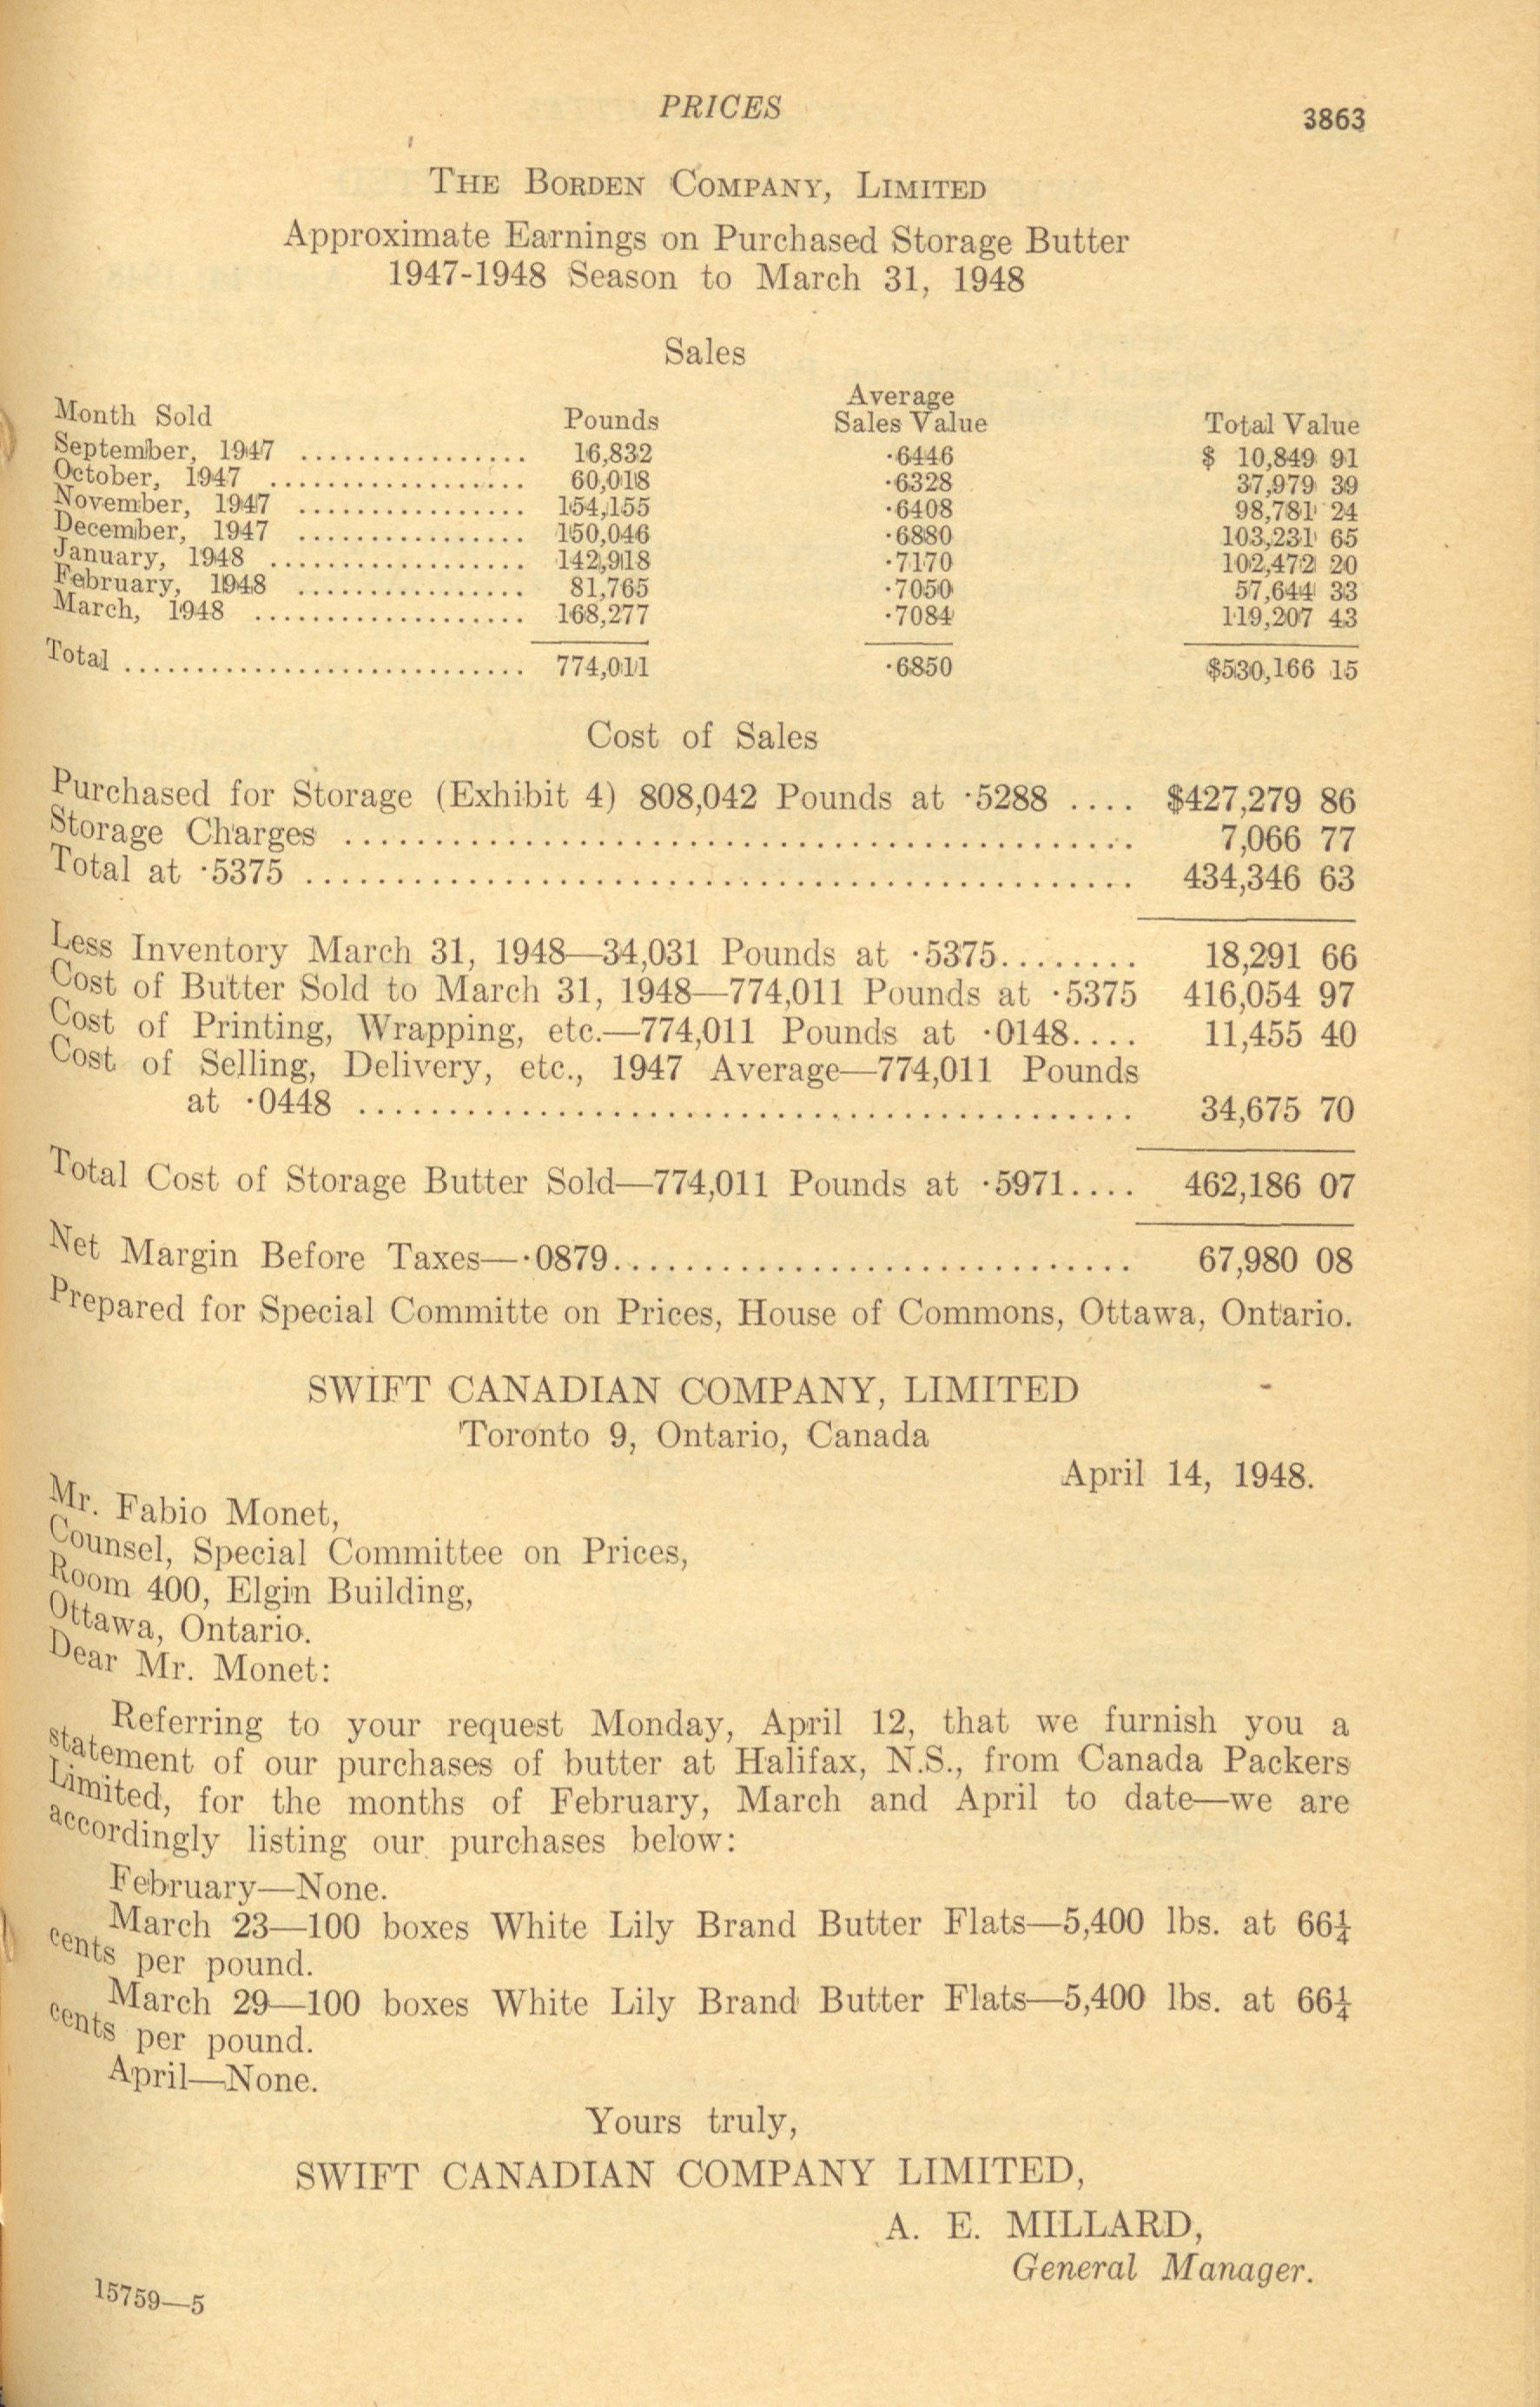 PRICES 3863
THE BORDEN COMPANY, LIMITED
Approximate Earnings on Purchased Storage Butter
1947-1948 Season to March 31, 1948
Sales
Average
Month Sold Pounds Sales Value Total Value
September, 1947 ................ 16,832 ·6446 $ 10,849 91
October, 1947 .................. 60,018 ·6328 37,979 39
November, 1947 ................ 154,155 ·6408 98,781 24
December, 1947 ................ 150,046 ·6880 103,231 65
January, 1948 .................. 142,918 ·7170 102,472 20
February, 1948 ................ 81,765 ·7050 57,644 33
March, 1948 ................... 168,277 ·7084 119,207 43
Total ............................ 774,011 ·6850 $530,166 15
Cost of Sales
Purchased for Storage (Exhibit 4) 808,042 Pounds at ·5288 .... $427,279 86
Storage Charges ............................................. 7,066 77
Total at ·5375 ............................................... 434,346 63
Less Inventory March 31, 1948—34,031 Pounds at ·5375........ 18,291 66
Cost of Butter Sold to March 31, 1948—774,011 Pounds at ·5375 416,054 97
Cost of Printing, Wrapping, etc.—774,011 Pounds at ·0148.... 11,455 40
Cost of Selling, Delivery, etc., 1947 Average—774,011 Pounds
at ·0448 ............................................ 34,675 70
Total Cost of Storage Butter Sold—774,011 Pounds at ·5971.... 462,186 07
Net Margin Before Taxes—·0879.............................. 67,980 08
Prepared for Special Committe on Prices, House of Commons, Ottawa, Ontario.
SWIFT CANADIAN COMPANY, LIMITED
Toronto 9, Ontario, Canada
April 14, 1948.
Mr. Fabio Monet,
Counsel, Special Committee on Prices,
Room 400, Elgin Building,
Ottawa, Ontario.
Dear Mr. Monet:
Referring to your request Monday, April 12, that we furnish you a
statement of our purchases of butter at Halifax, N.S., from Canada Packers
Limited, for the months of February, March and April to date—we are
accordingly listing our purchases below:
February—None.
March 23—100 boxes White Lily Brand Butter Flats—5,400 lbs. at 66¼
cents per pound.
March 29—100 boxes White Lily Brand Butter Flats—5,400 lbs. at 66¼
cents per pound.
April—None.
Yours truly,
SWIFT CANADIAN COMPANY LIMITED,
A. E. MILLARD,
General Manager.
15759—5